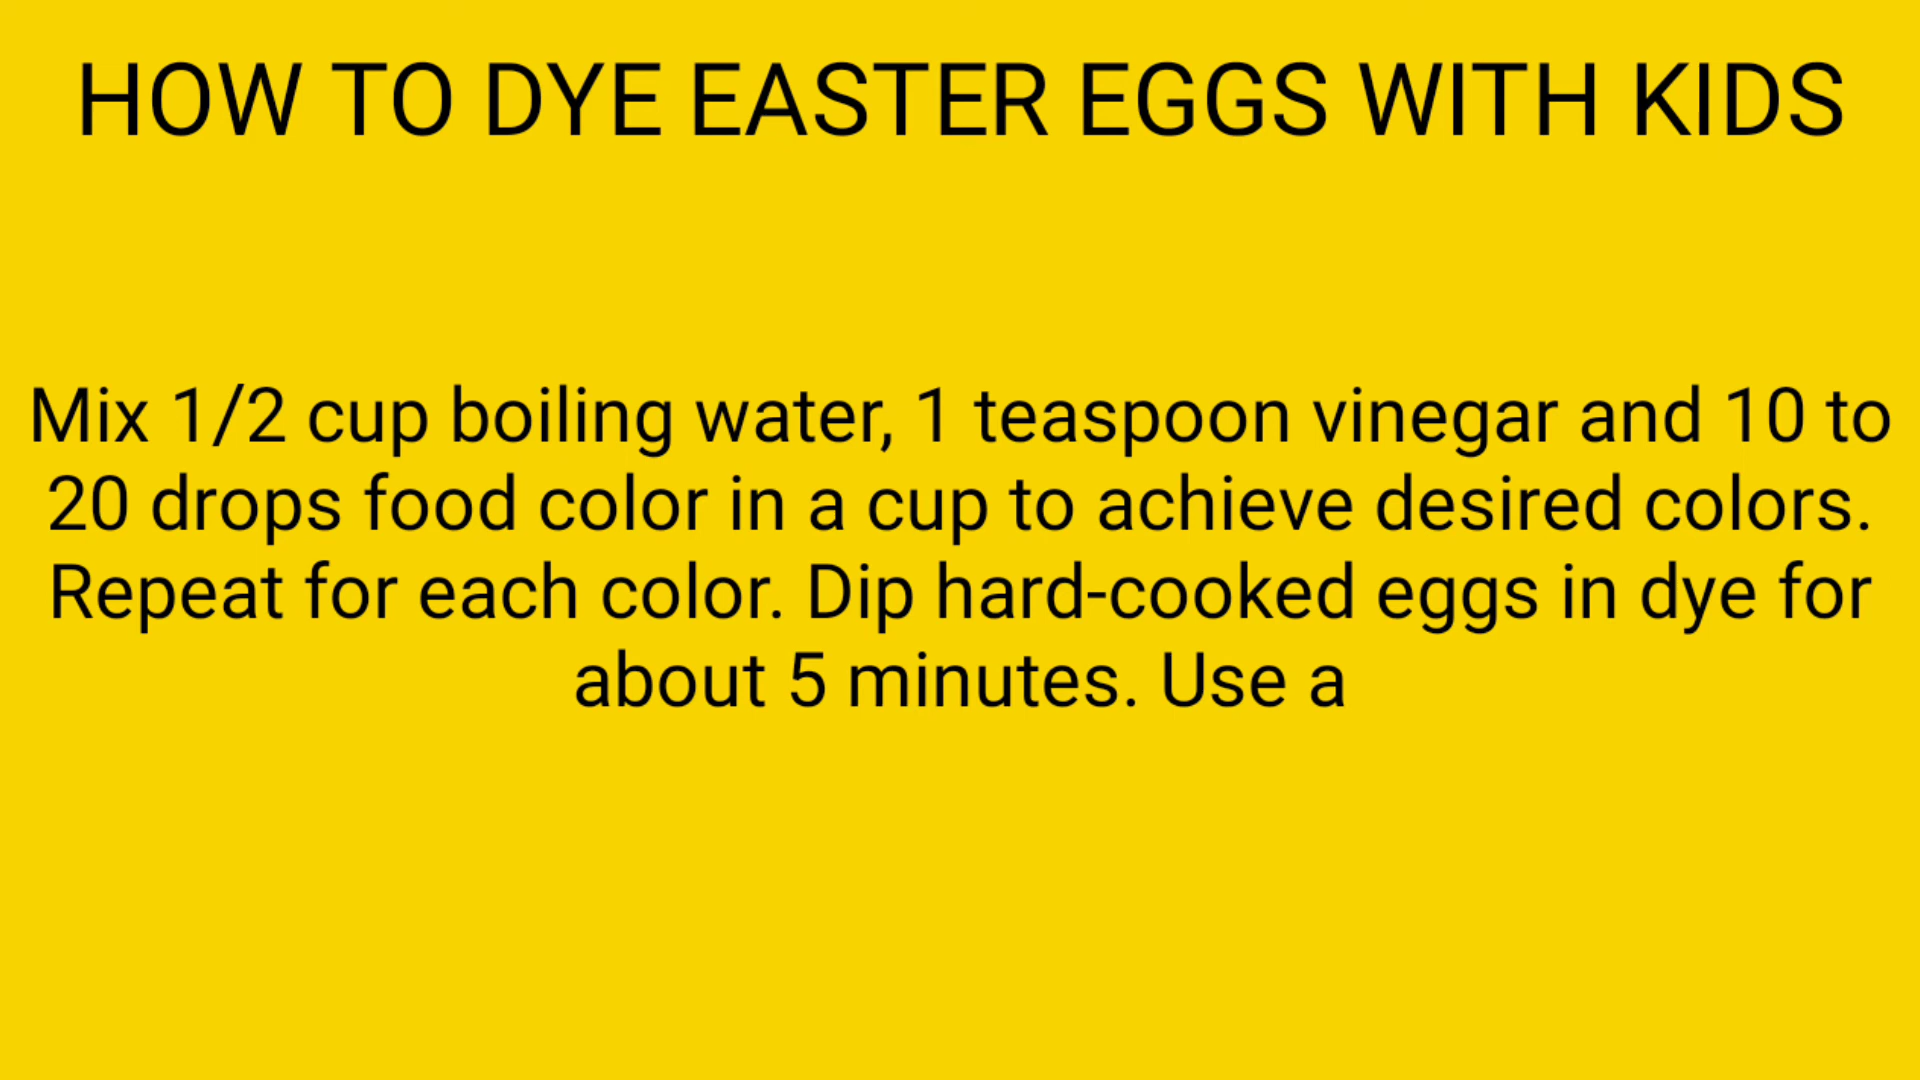 HOW TO DYE EASTER EGGS WITH KIDS
Mix 1/2 cup boiling water, 1 teaspoon vinegar and 10 to
20 drops food color in a cup to achieve desired colors.
Repeat for each color. Dip hard-cooked eggs in dye for
about 5 minutes. Use a